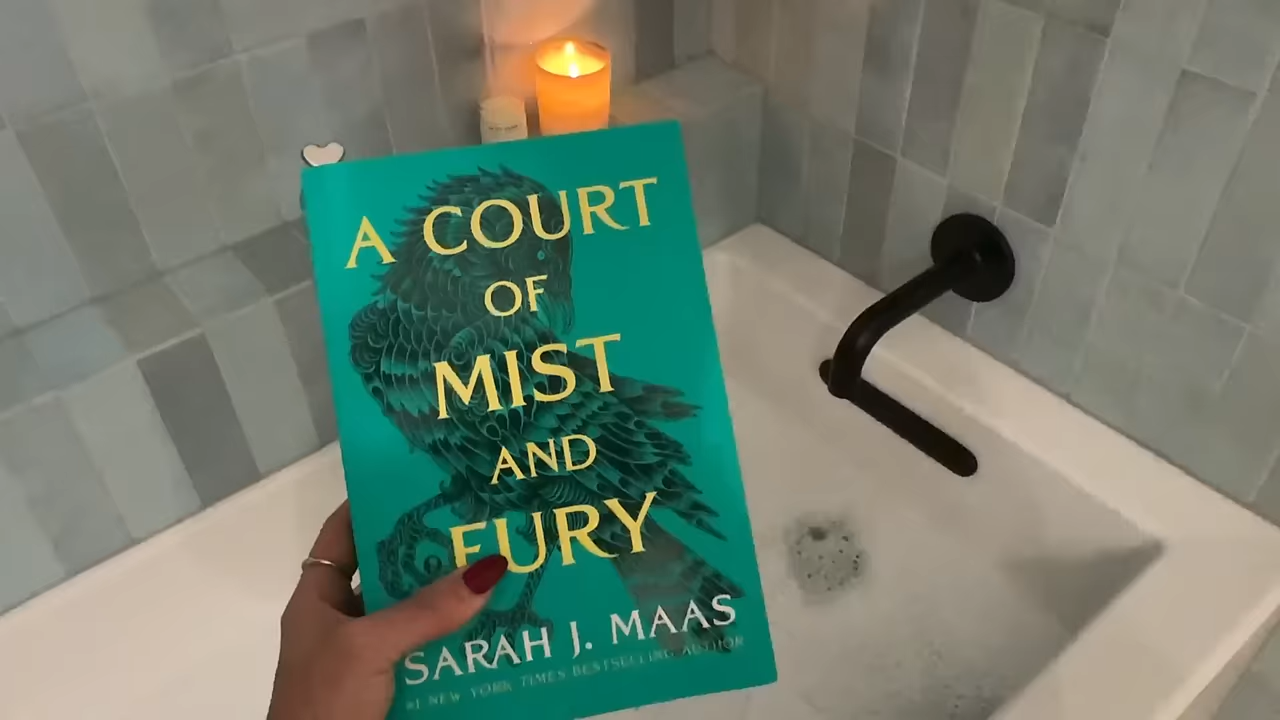 A COURT
OF
MIST
AND
FURY
SARAH J. MAAS
#1 NEW YORK TIMES BESTSELLING AUTHOR